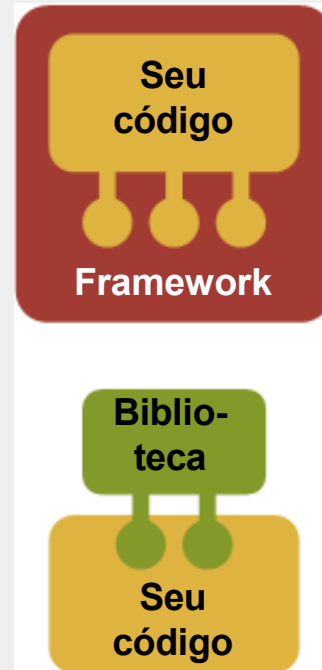 Seu
código
Framework
Biblio-
teca
Seu
código